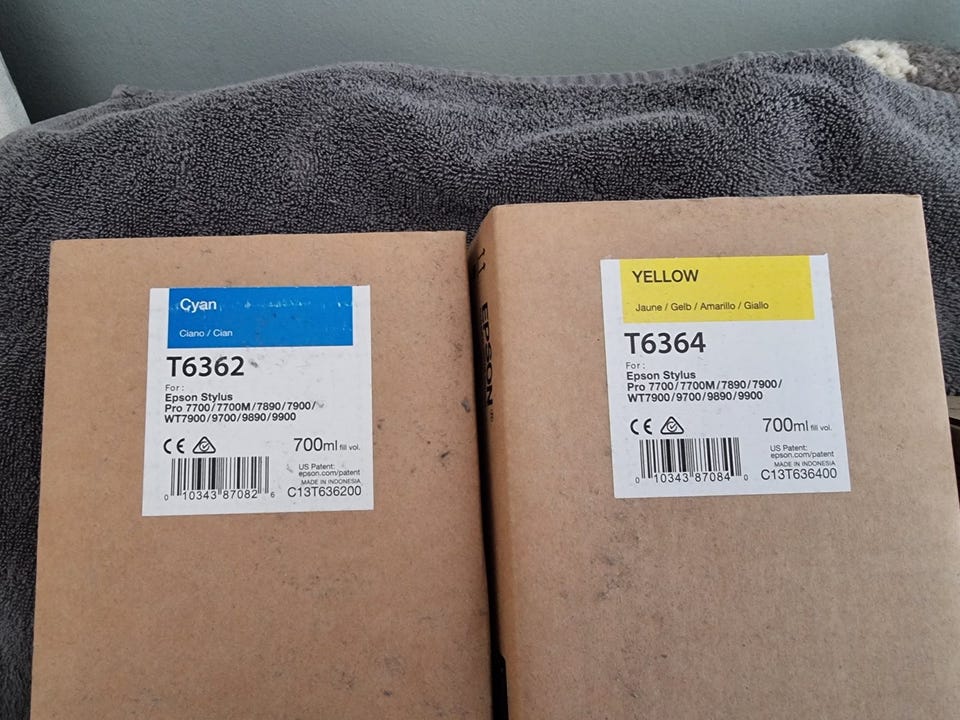 Cyan
Ciano / Cian
T6362
For :
Epson Stylus
Pro 7700/7700M/7890/7900/
WT7900/9700/9890/9900
CE
700ml fill vol.
US Patent:
epson.com/patent
MADE IN INDONESIA
C13T636200
0 10343 87082 6
EPSON®
YELLOW
Jaune / Gelb / Amarillo / Giallo
T6364
For :
Epson Stylus
Pro 7700/7700M/7890/7900/
WT7900/9700/9890/9900
CE
700ml fill vol.
US Patent:
epson.com/patent
MADE IN INDONESIA
C13T636400
0 10343 87084 0